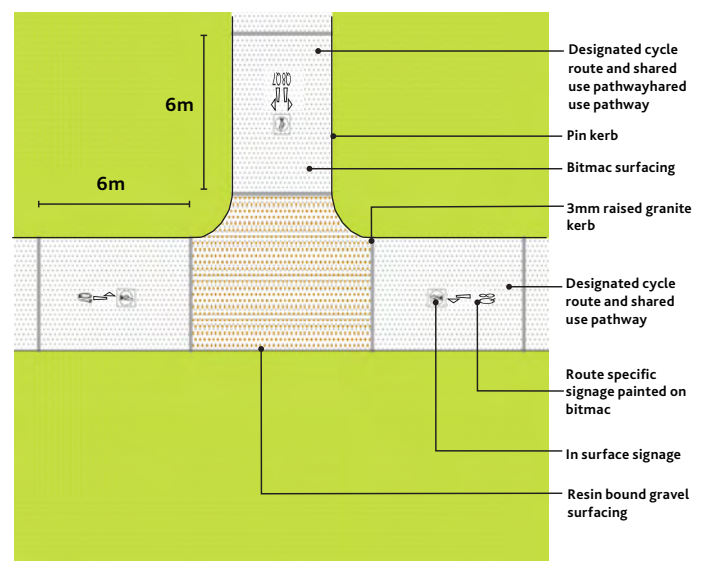 Designated cycle
route and shared
use pathwayhared
use pathway
6m
Pin kerb
Bitmac surfacing
6m
3mm raised granite
kerb
Designated cycle
route and shared
use pathway
Route specific
signage painted on
bitmac
In surface signage
Resin bound gravel
surfacing